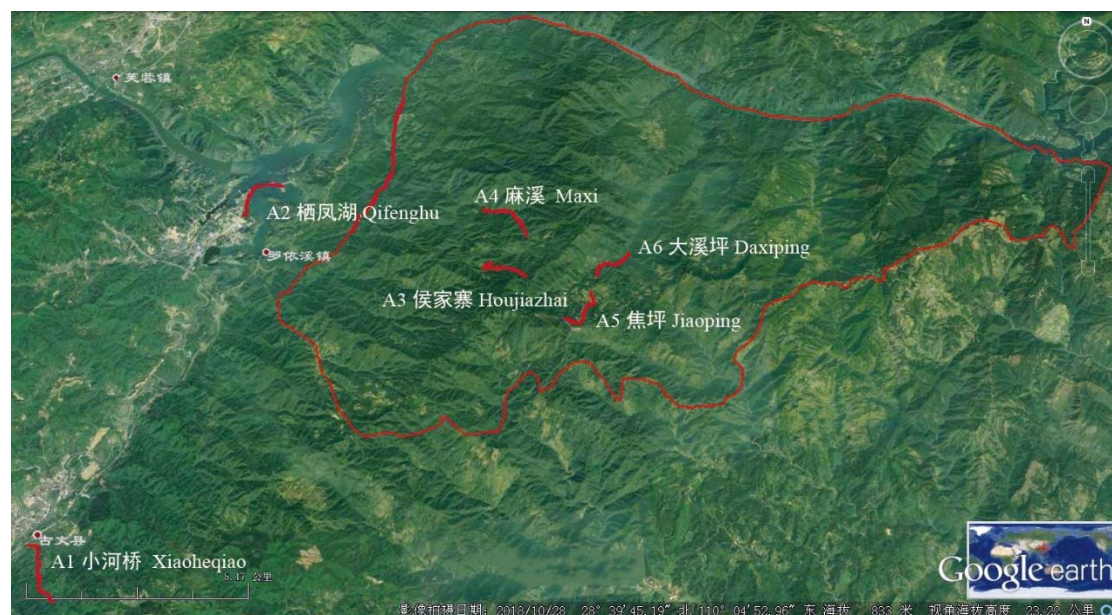 N
芙蓉镇
A4 麻溪 Maxi
A2 栖凤湖 Qifenghu
A6 大溪坪 Daxiping
罗依溪镇
A3 侯家寨 Houjiazhai
A5 焦坪 Jiaoping
古丈县
A1 小河桥 Xiaoheqiao
5.17 公里
Google earth
影像拍摄日期: 2018/10/28 28°39'45.19" 北 110°04'52.96" 东 海拔 833 米 视角海拔高度 23.22 公里